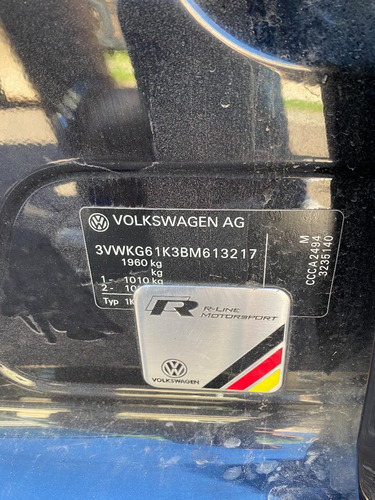 VOLKSWAGEN AG
3VWKG61K3BM613217
1960 kg
kg
1 - 1010 kg
2 - 10
Typ 1K
M
CCCA2494
3235140
R
R-LINE
MOTORSPORT
VOLKSWAGEN